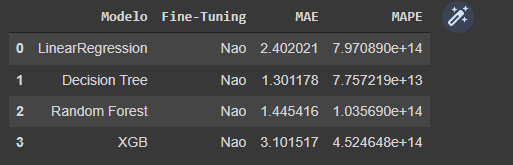 Modelo Fine-Tuning MAE MAPE
0 LinearRegression Nao 2.402021 7.970890e+14
1 Decision Tree Nao 1.301178 7.757219e+13
2 Random Forest Nao 1.445416 1.035690e+14
3 XGB Nao 3.101517 4.524648e+14